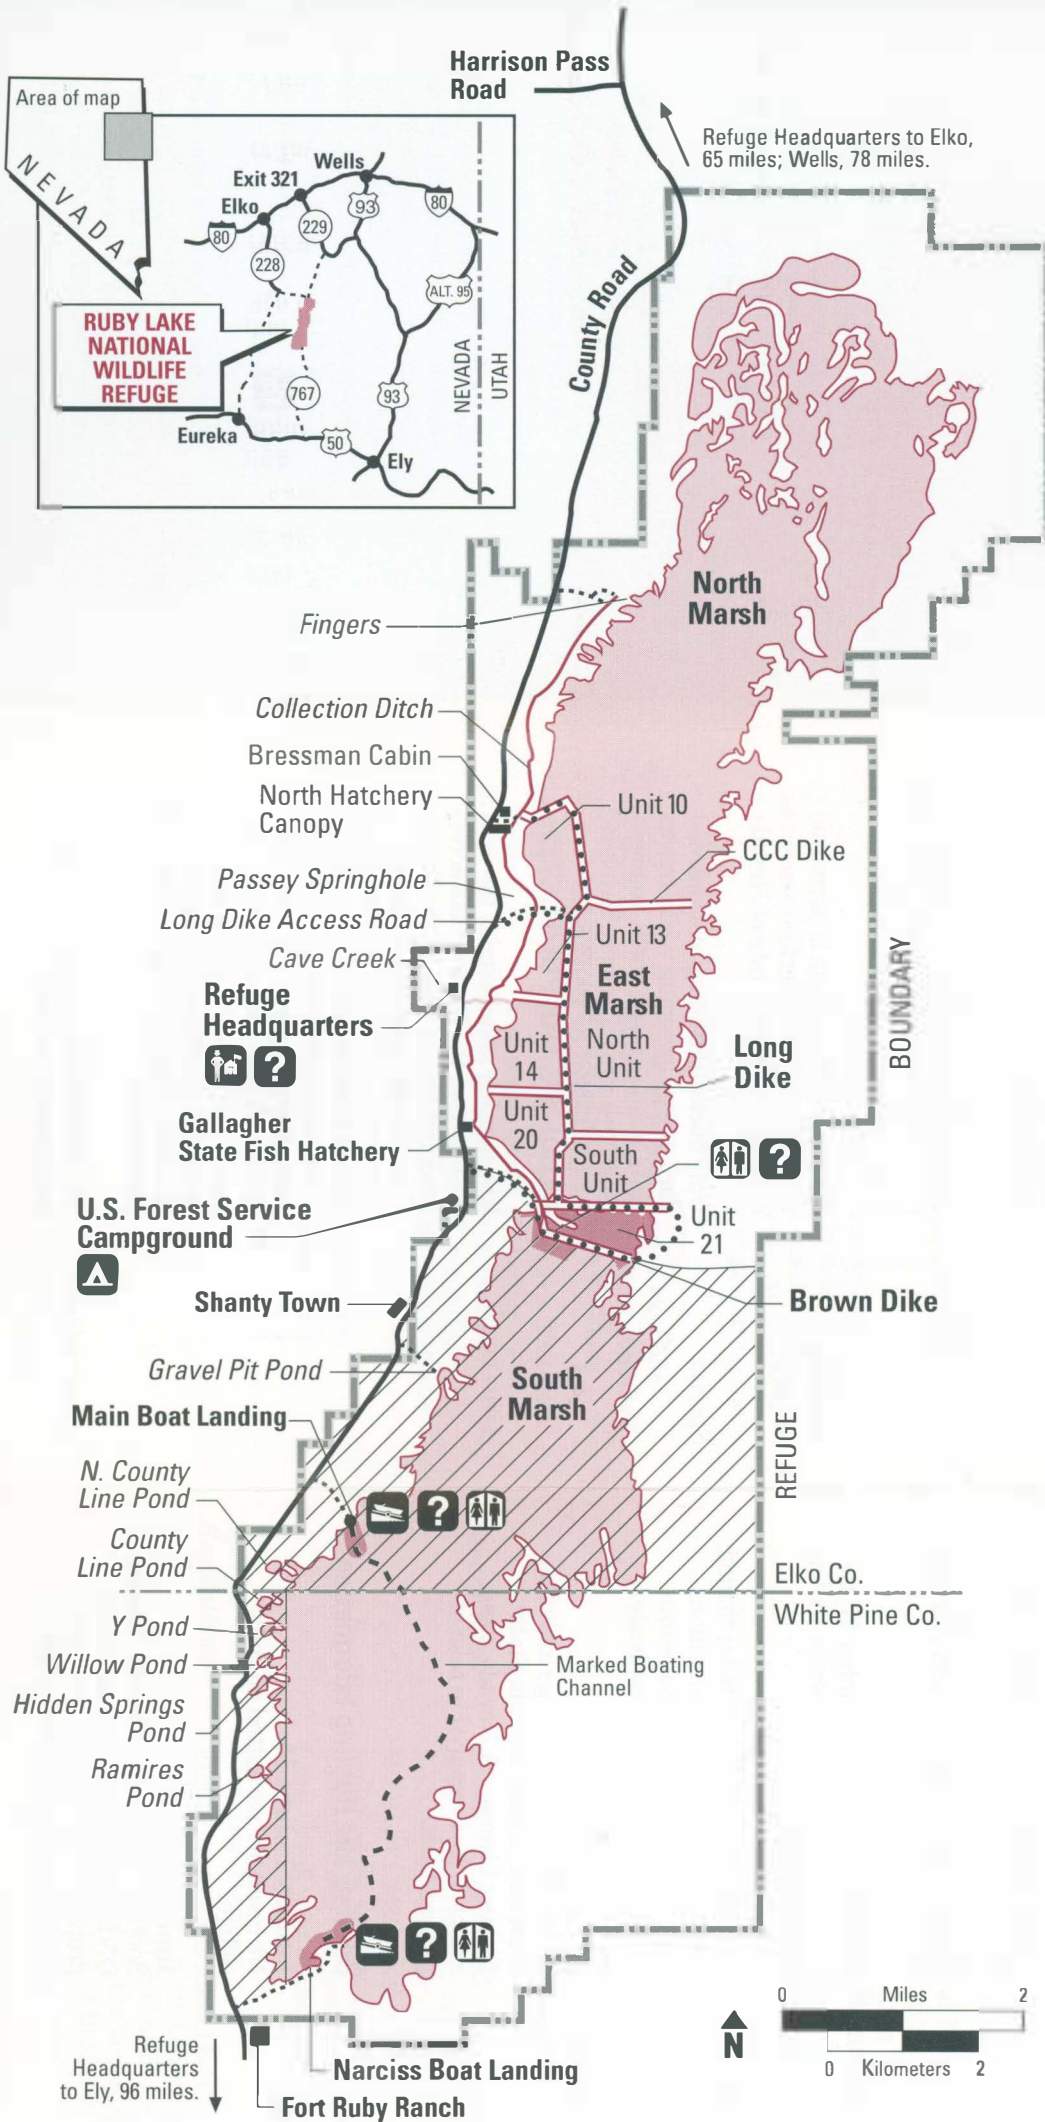 Harrison Pass
Road
Refuge Headquarters to Elko,
65 miles; Wells, 78 miles.
Area of map
NEVADA
Wells
Exit 321
Elko
80
93
80
229
228
ALT. 95
RUBY LAKE
NATIONAL
WILDLIFE
REFUGE
767
93
NEVADA
UTAH
Eureka
50
Ely
County Road
North
Marsh
Fingers
Collection Ditch
Bressman Cabin
North Hatchery
Canopy
Unit 10
CCC Dike
Passey Springhole
Long Dike Access Road
Unit 13
Cave Creek
East
Marsh
BOUNDARY
Refuge
Headquarters
?
Unit
14
North
Unit
Long
Dike
Gallagher
State Fish Hatchery
Unit
20
South
Unit
?
U.S. Forest Service
Campground
Unit
21
Shanty Town
Brown Dike
Gravel Pit Pond
South
Marsh
Main Boat Landing
REFUGE
N. County
Line Pond
?
County
Line Pond
Elko Co.
White Pine Co.
Y Pond
Willow Pond
Marked Boating
Channel
Hidden Springs
Pond
Ramires
Pond
?
0 Miles 2
N
0 Kilometers 2
Refuge
Headquarters
to Ely, 96 miles.
Narciss Boat Landing
Fort Ruby Ranch